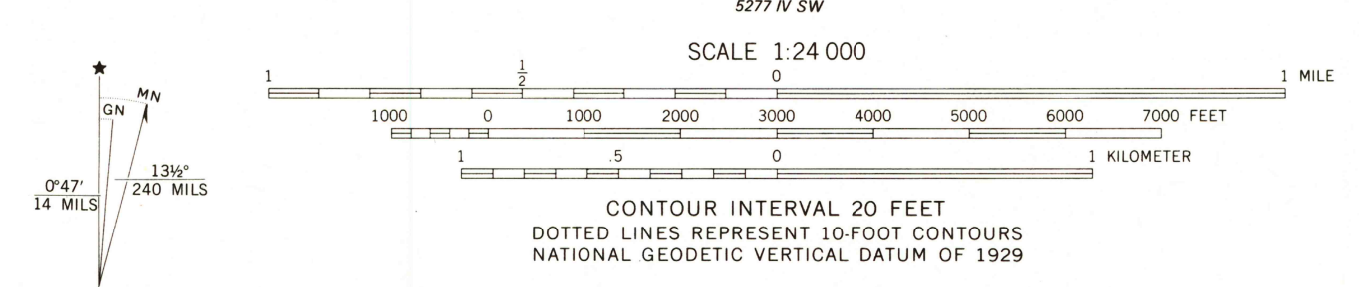 5277 IV SW
SCALE 1:24 000
1 ½ 0 1 MILE
1000 0 1000 2000 3000 4000 5000 6000 7000 FEET
1 .5 0 1 KILOMETER
CONTOUR INTERVAL 20 FEET
DOTTED LINES REPRESENT 10-FOOT CONTOURS
NATIONAL GEODETIC VERTICAL DATUM OF 1929
★
MN
GN
13½°
240 MILS
0°47'
14 MILS